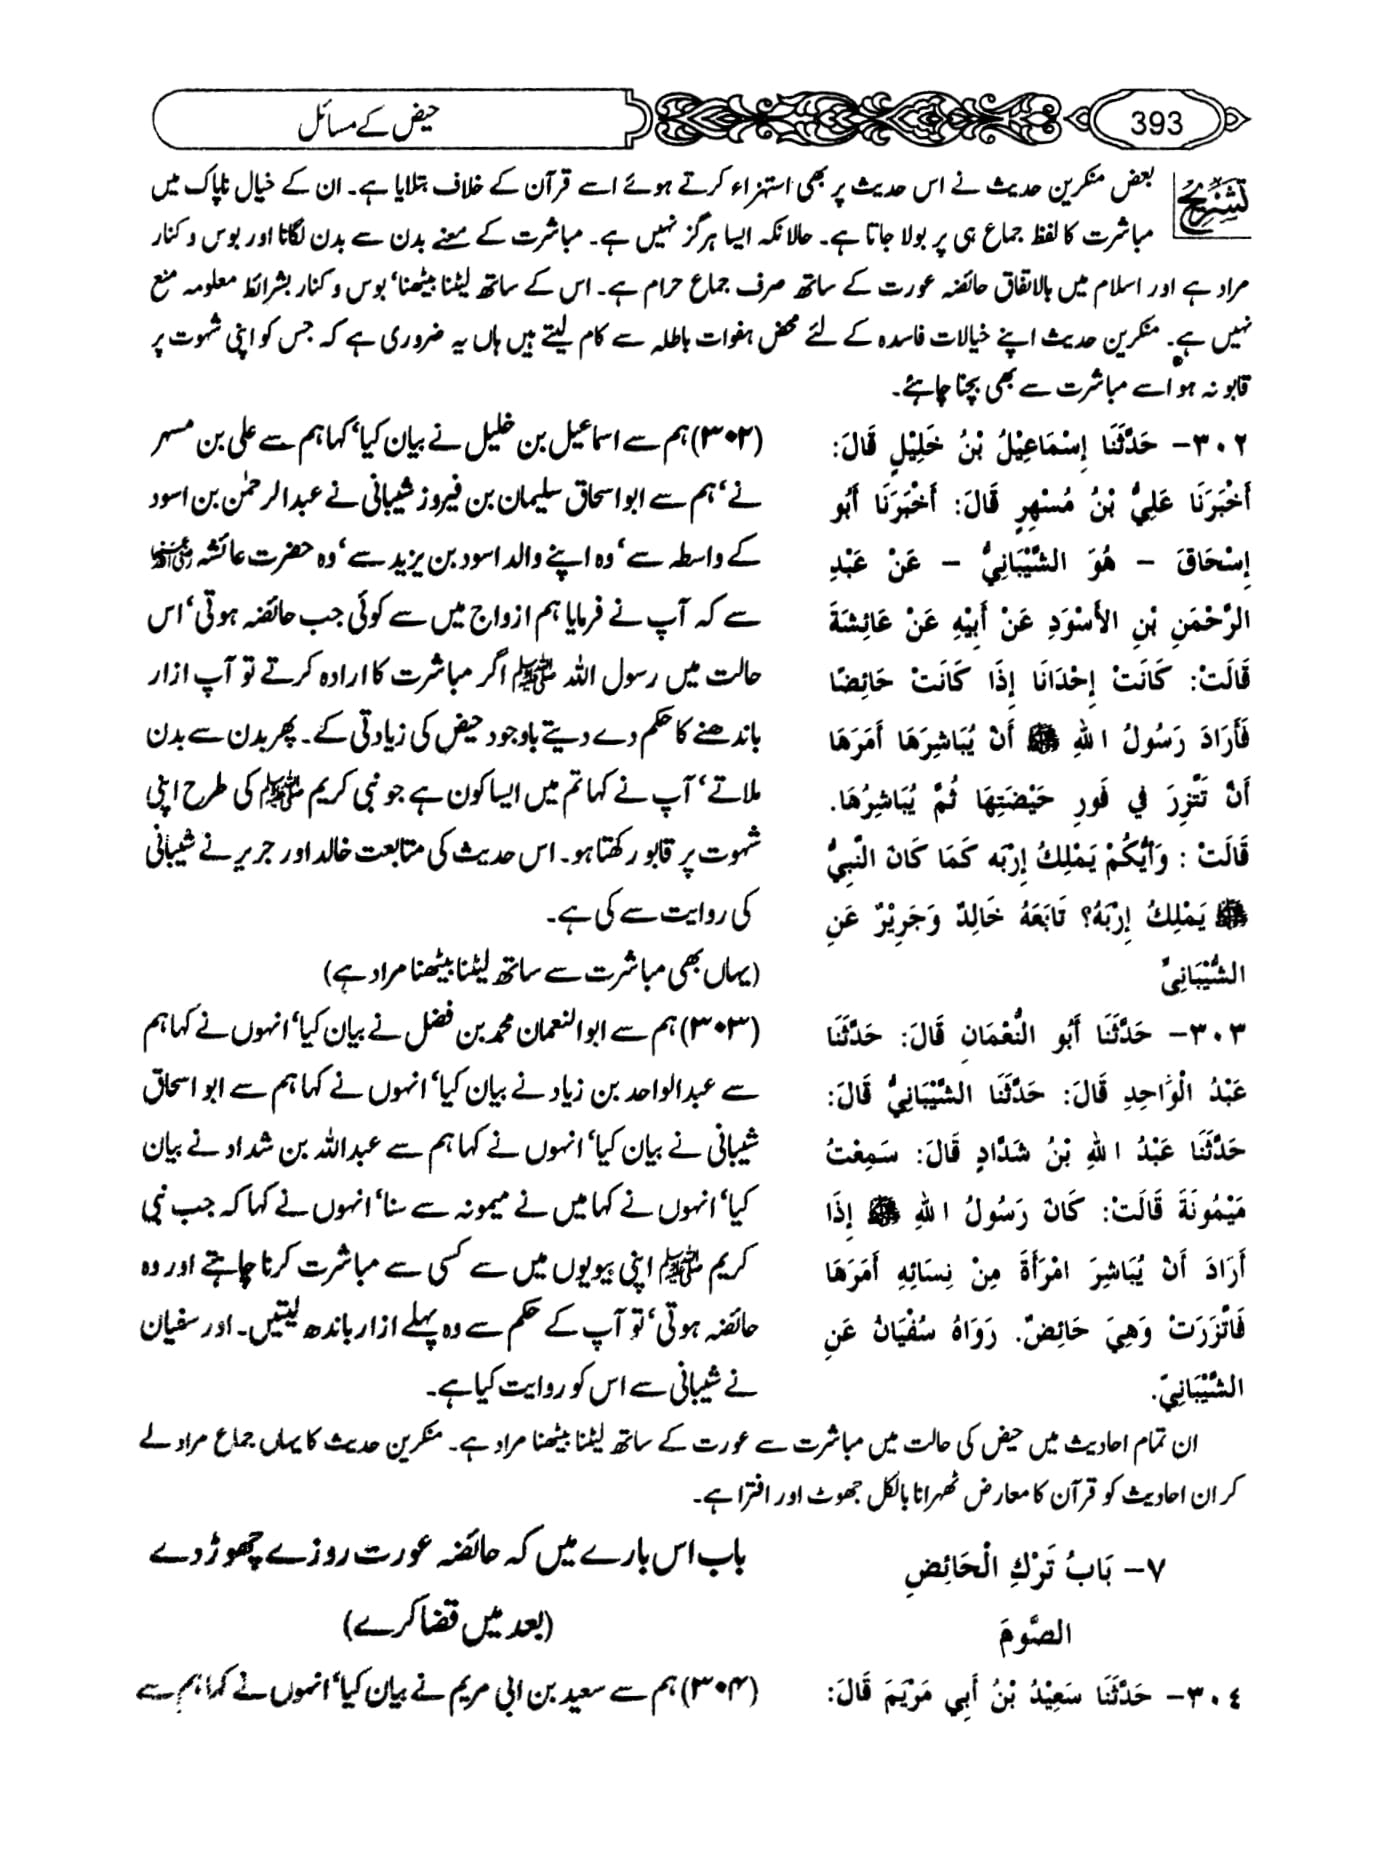 393
حیض کے مسائل
تشریح
بعض منکرین حدیث نے اس حدیث پر بھی استہزاء کرتے ہوئے اسے قرآن کے خلاف بتلایا ہے۔ ان کے خیال ناپاک میں
مباشرت کا لفظ جماع ہی پر بولا جاتا ہے۔ حالانکہ ایسا ہرگز نہیں ہے۔ مباشرت کے معنے بدن سے بدن لگانا اور بوس و کنار
مراد ہے اور اسلام میں بالاتفاق حائضہ عورت کے ساتھ صرف جماع حرام ہے۔ اس کے ساتھ لیٹنا بیٹھنا' بوس و کنار بشرائط معلومہ منع
نہیں ہے۔ منکرین حدیث اپنے خیالات فاسدہ کے لئے محض ہفوات باطلہ سے کام لیتے ہیں ہاں یہ ضروری ہے کہ جس کو اپنی شہوت پر
قابو نہ ہو اسے مباشرت سے بھی بچنا چاہئے۔
٣٠٢- حَدَّثَنَا إِسْمَاعِيْلُ بْنُ خَلِيْلٍ قَالَ:
أَخْبَرَنَا عَلِيُّ بْنُ مُسْهِرٍ قَالَ: أَخْبَرَنَا أَبُو
إِسْحَاقَ – هُوَ الشَّيْبَانِيُّ – عَنْ عَبْدِ
الرَّحْمَنِ بْنِ الأَسْوَدِ عَنْ أَبِيْهِ عَنْ عَائِشَةَ
قَالَتْ: كَانَتْ إِحْدَانَا إِذَا كَانَتْ حَائِضًا
فَأَرَادَ رَسُولُ اللهِ ﷺ أَنْ يُبَاشِرَهَا أَمَرَهَا
أَنْ تَتَّزِرَ فِي فَورِ حَيْضَتِهَا ثُمَّ يُبَاشِرُهَا.
قَالَتْ : وَأَيُّكُمْ يَمْلِكُ إِرْبَه كَمَا كَانَ النَّبِيُّ
ﷺ يَمْلِكُ إِرْبَهُ؟ تَابَعَهُ خَالِدٌ وَجَرِيْرٌ عَنِ
الشَّيْبَانِيِّ
(۳۰۲) ہم سے اسماعیل بن خلیل نے بیان کیا' کہا ہم سے علی بن مسہر
نے' ہم سے ابو اسحاق سلیمان بن فیروز شیبانی نے عبدالرحمٰن بن اسود
کے واسطہ سے' وہ اپنے والد اسود بن یزید سے' وہ حضرت عائشہ رضی اللہ عنہا
سے کہ آپ نے فرمایا ہم ازواج میں سے کوئی جب حائضہ ہوتی' اس
حالت میں رسول اللہ ﷺ اگر مباشرت کا ارادہ کرتے تو آپ ازار
باندھنے کا حکم دے دیتے باوجود حیض کی زیادتی کے۔ پھر بدن سے بدن
ملاتے' آپ نے کہا تم میں ایسا کون ہے جو نبی کریم ﷺ کی طرح اپنی
شہوت پر قابو رکھتا ہو۔ اس حدیث کی متابعت خالد اور جریر نے شیبانی
کی روایت سے کی ہے۔
(یہاں بھی مباشرت سے ساتھ لیٹنا بیٹھنا مراد ہے)
٣٠٣- حَدَّثَنَا أَبُو النُّعْمَانِ قَالَ: حَدَّثَنَا
عَبْدُ الْوَاحِدِ قَالَ: حَدَّثَنَا الشَّيْبَانِيُّ قَالَ:
حَدَّثَنَا عَبْدُ اللهِ بْنُ شَدَّادٍ قَالَ: سَمِعْتُ
مَيْمُونَةَ قَالَتْ: كَانَ رَسُولُ اللهِ ﷺ إِذَا
أَرَادَ أَنْ يُبَاشِرَ امْرَأَةً مِنْ نِسَائِهِ أَمَرَهَا
فَاتَّزَرَتْ وَهِيَ حَائِضٌ. رَوَاهُ سُفْيَانُ عَنِ
الشَّيْبَانِيِّ.
(۳۰۳) ہم سے ابوالنعمان محمد بن فضل نے بیان کیا' انہوں نے کہا ہم
سے عبدالواحد بن زیاد نے بیان کیا' انہوں نے کہا ہم سے ابو اسحاق
شیبانی نے بیان کیا' انہوں نے کہا ہم سے عبداللہ بن شداد نے بیان
کیا' انہوں نے کہا میں نے میمونہ سے سنا' انہوں نے کہا کہ جب نبی
کریم ﷺ اپنی بیویوں میں سے کسی سے مباشرت کرنا چاہتے اور وہ
حائضہ ہوتی' تو آپ کے حکم سے وہ پہلے ازار باندھ لیتیں۔ اور سفیان
نے شیبانی سے اس کو روایت کیا ہے۔
ان تمام احادیث میں حیض کی حالت میں مباشرت سے عورت کے ساتھ لیٹنا بیٹھنا مراد ہے۔ منکرین حدیث کا یہاں جماع مراد لے
کر ان احادیث کو قرآن کا معارض ٹھہرانا بالکل جھوٹ اور افترا ہے۔
٧- بَابُ تَرْكِ الْحَائِضِ
الصَّومَ
باب اس بارے میں کہ حائضہ عورت روزے چھوڑ دے
(بعد میں قضا کرے)
٣٠٤- حَدَّثَنَا سَعِيْدُ بْنُ أَبِي مَرْيَمَ قَالَ:
(۳۰۴) ہم سے سعید بن ابی مریم نے بیان کیا' انہوں نے کہا ہم سے